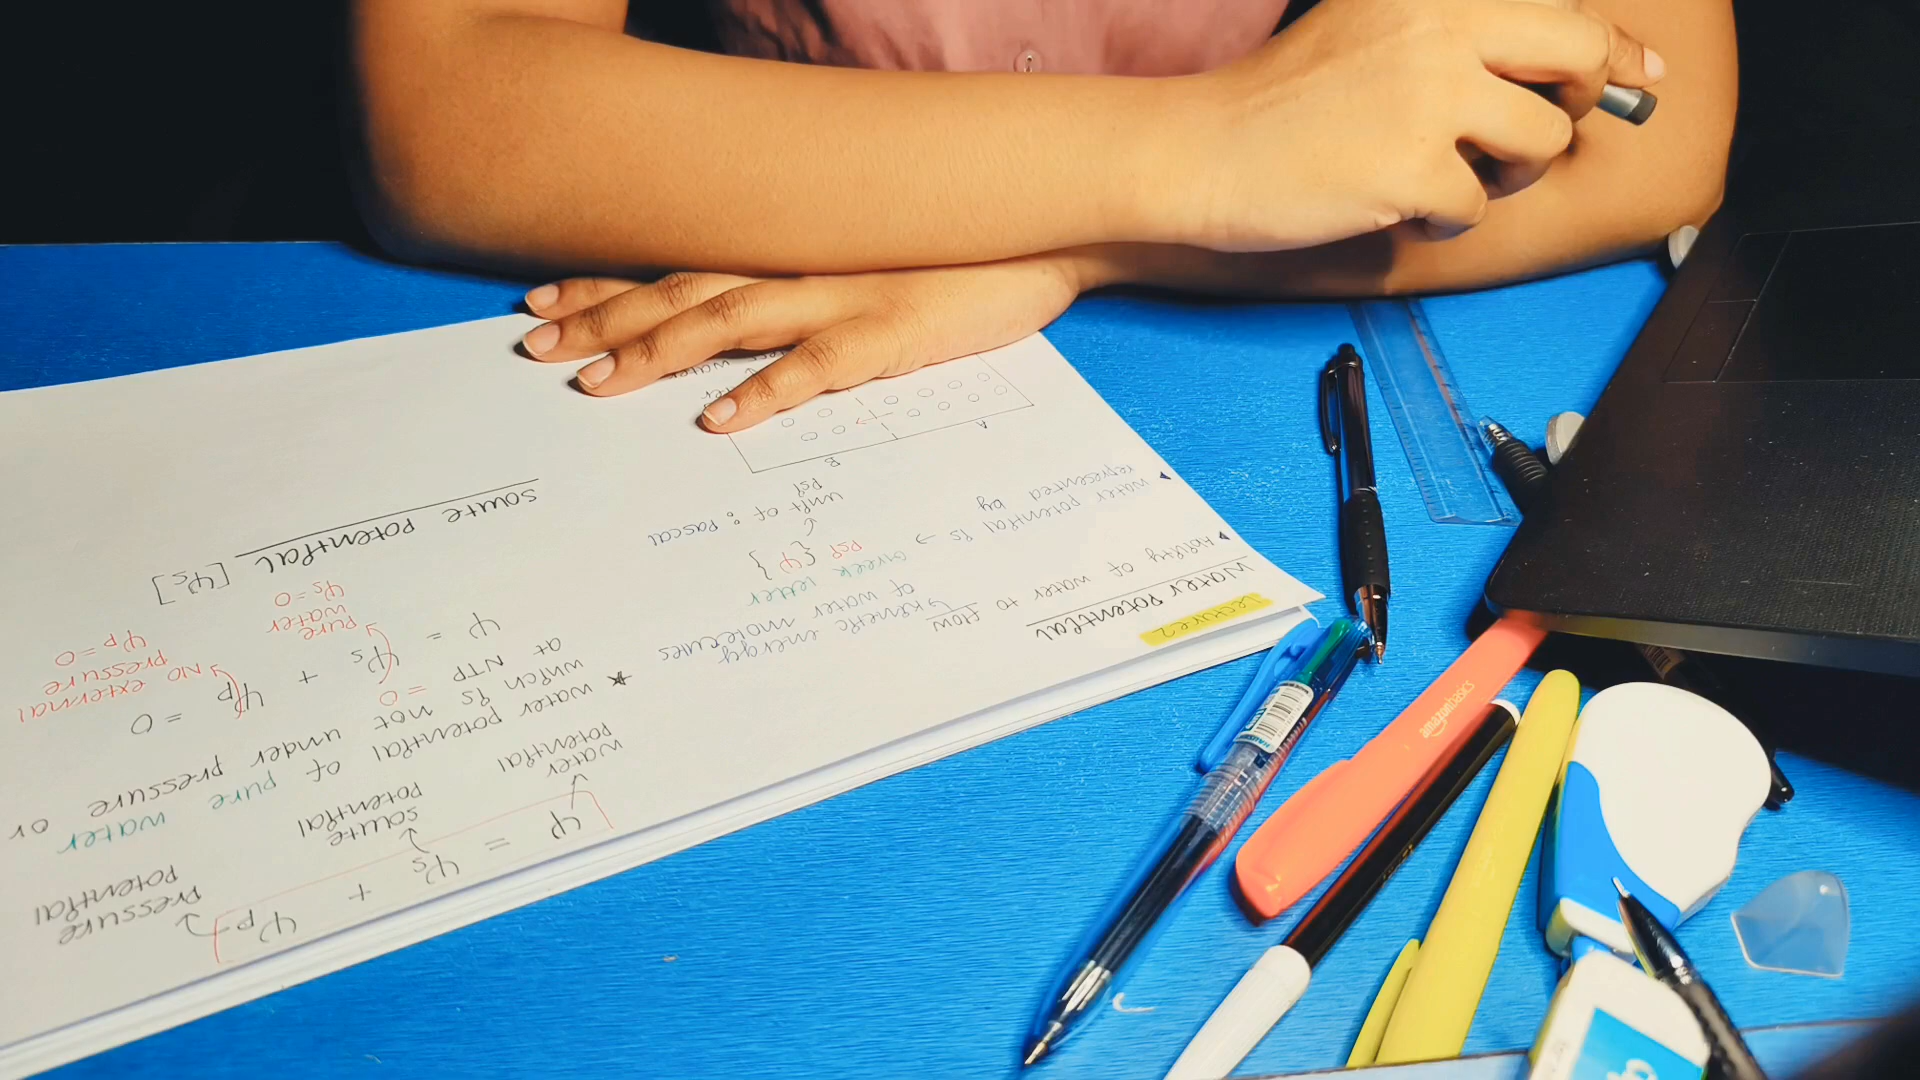 Lecture 2
Water Potential
Ability of water to flow
kinetic energy
of water molecules
water potential is → Greek letter
represented by
{ψ}
psi
unit of : Pascal
psi
A
B
ψ = ψs + ψp
water
potential
solute
potential
pressure
potential
* water potential of pure water
which is not under pressure or
at NTP = 0
ψ = ψs + ψp = 0
pure
water
ψs = 0
NO external
pressure
ψp = 0
solute potential [ψs]
amazonbasics